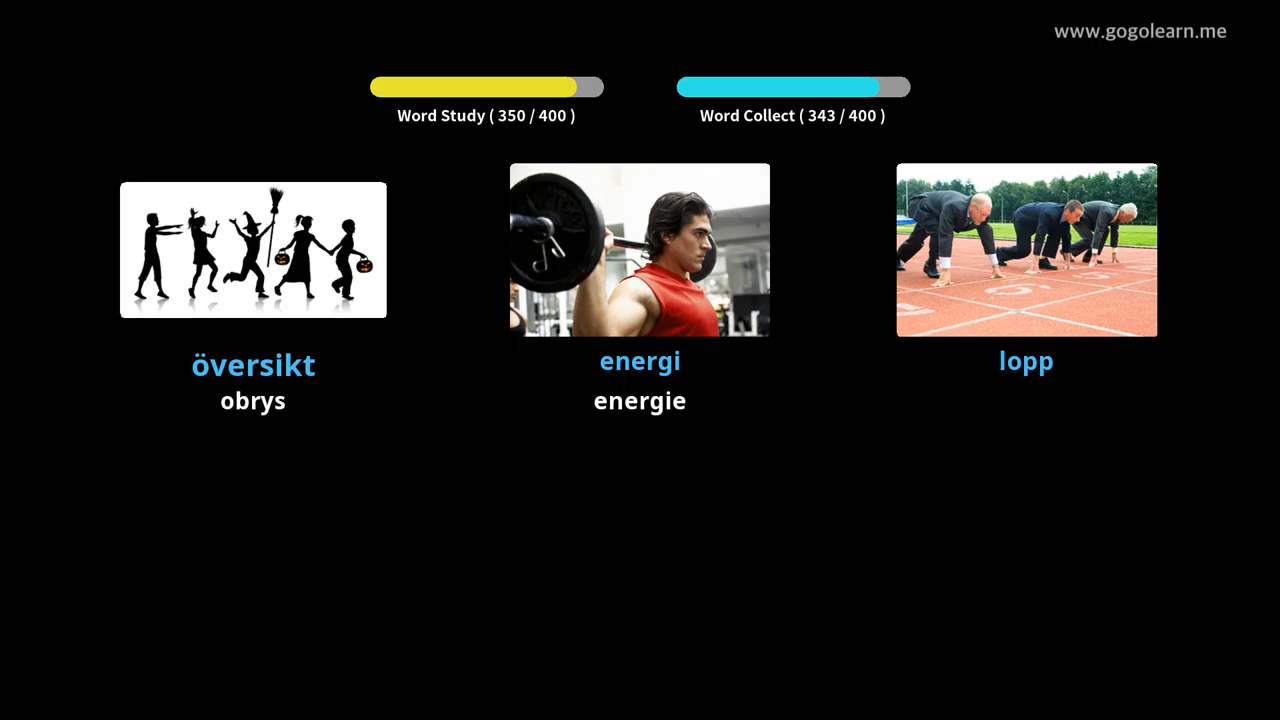 www.gogolearn.me
Word Study ( 350 / 400 )
Word Collect ( 343 / 400 )
översikt
obrys
energi
energie
lopp